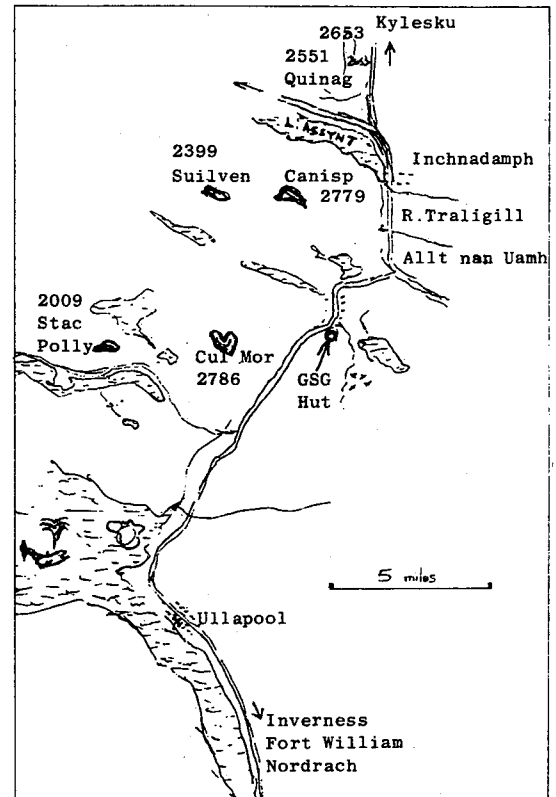 Kylesku
2653
2551
Quinag
L. ASSYNT
Inchnadamph
2399
Suilven
Canisp
2779
R.Traligill
Allt nan Uamh
2009
Stac
Polly
Cul Mor
2786
GSG
Hut
5 miles
Ullapool
Inverness
Fort William
Nordrach